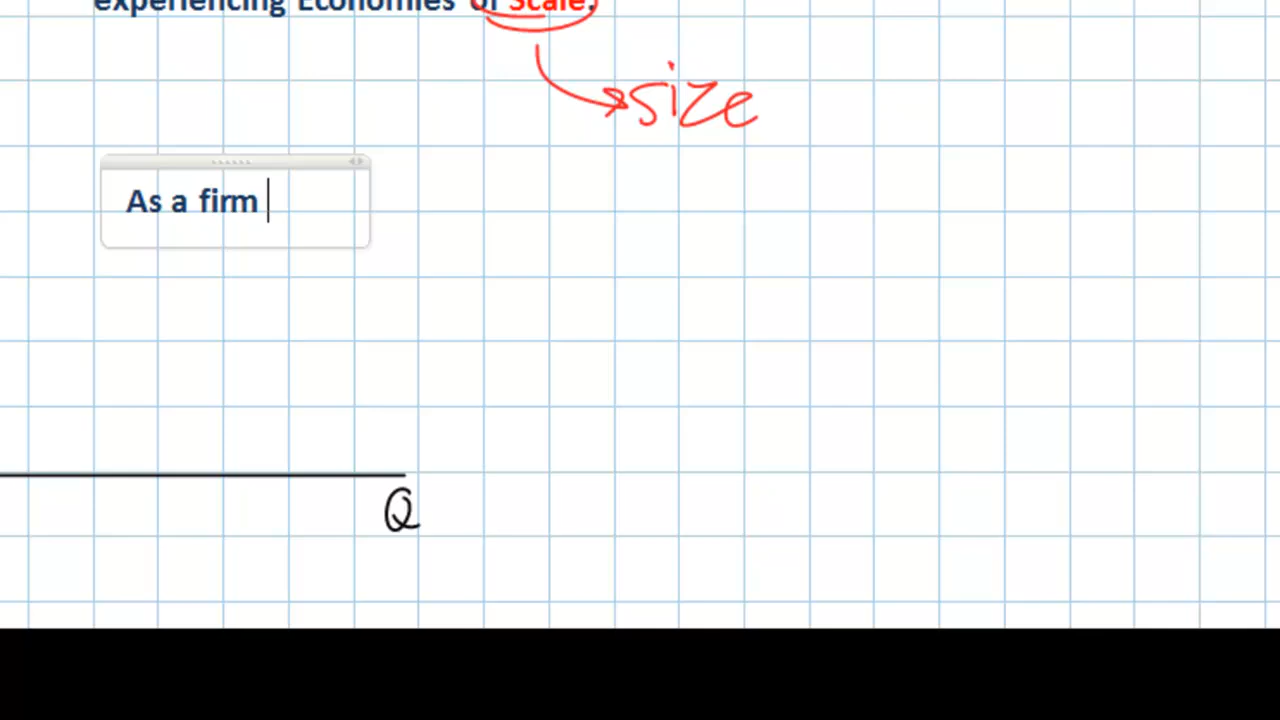 experiencing Economies of Scale.
size
As a firm
Q